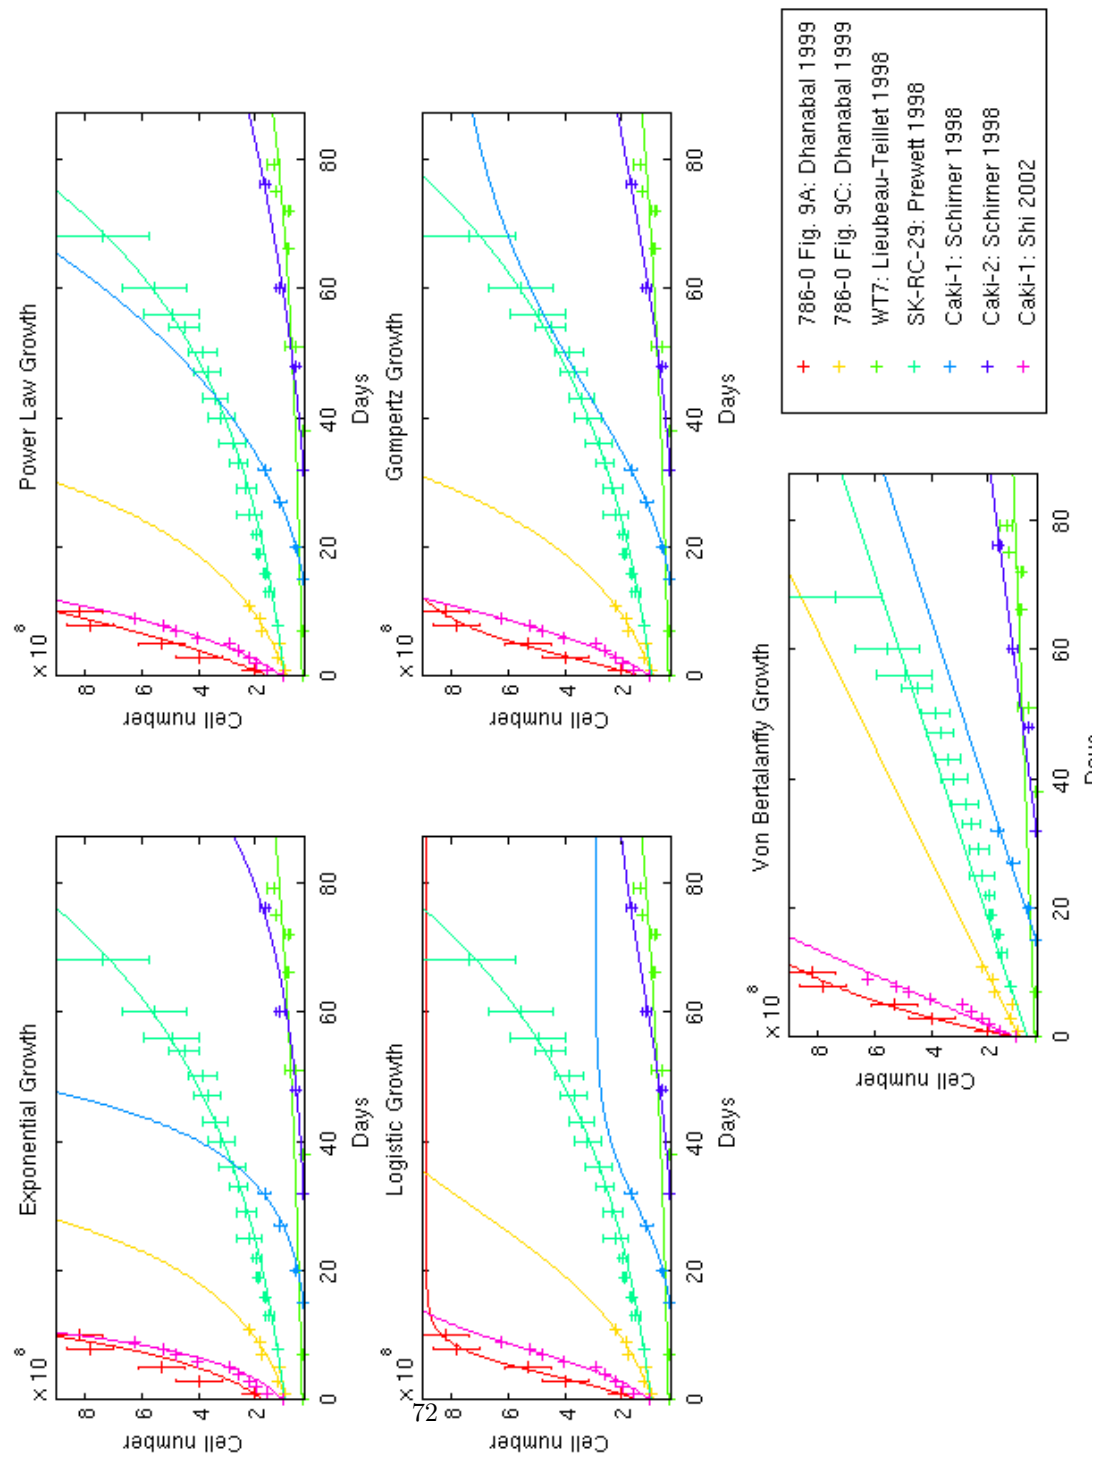 Exponential Growth
× 10 8
Cell number
8
6
4
2
0
20
40
60
80
Days
Power Law Growth
× 10 8
Cell number
8
6
4
2
0
20
40
60
80
Days
Logistic Growth
× 10 8
Cell number
8
6
4
2
0
20
40
60
80
Days
Gompertz Growth
× 10 8
Cell number
8
6
4
2
0
20
40
60
80
Days
Von Bertalanffy Growth
× 10 8
Cell number
8
6
4
2
0
20
40
60
80
Days
786-0 Fig. 9A: Dhanabal 1999
786-0 Fig. 9C: Dhanabal 1999
WT7: Lieubeau-Teillet 1998
SK-RC-29: Prewett 1998
Caki-1: Schirner 1998
Caki-2: Schirner 1998
Caki-1: Shi 2002
72